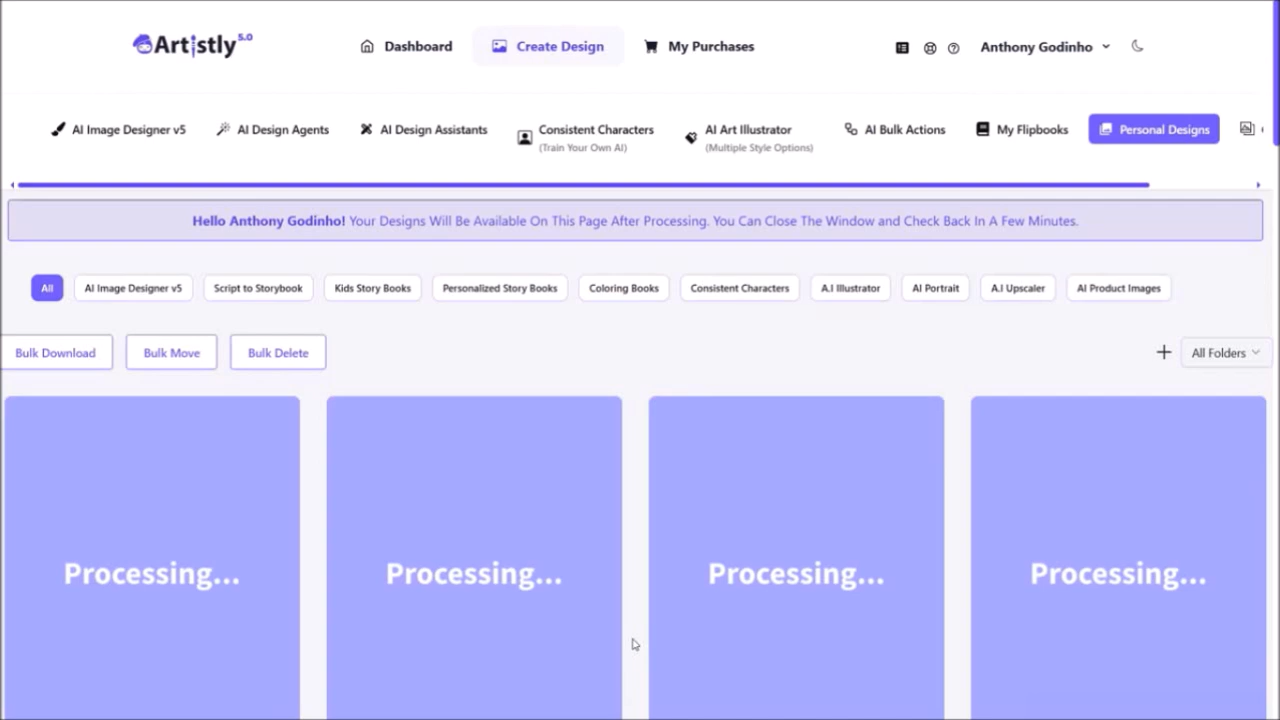 Artistly 5.0
Dashboard
Create Design
My Purchases
Anthony Godinho
AI Image Designer v5
AI Design Agents
AI Design Assistants
Consistent Characters
(Train Your Own AI)
AI Art Illustrator
(Multiple Style Options)
AI Bulk Actions
My Flipbooks
Personal Designs
Hello Anthony Godinho! Your Designs Will Be Available On This Page After Processing. You Can Close The Window and Check Back In A Few Minutes.
All
AI Image Designer v5
Script to Storybook
Kids Story Books
Personalized Story Books
Coloring Books
Consistent Characters
A.I Illustrator
AI Portrait
A.I Upscaler
AI Product Images
Bulk Download
Bulk Move
Bulk Delete
All Folders
Processing...
Processing...
Processing...
Processing...